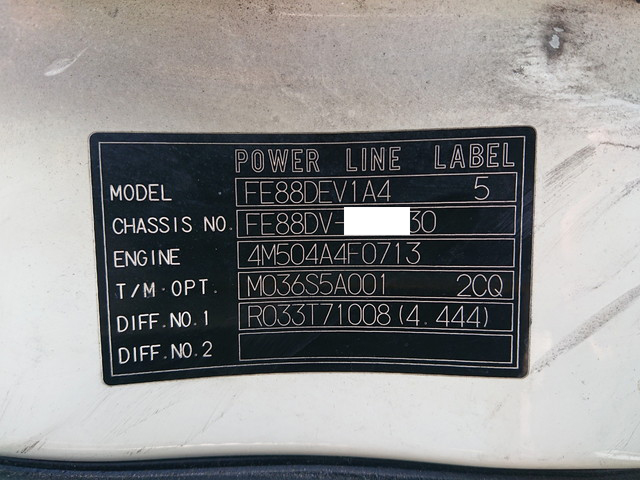 POWER LINE LABEL
MODEL FE88DEV1A4 5
CHASSIS NO. FE88DV- 30
ENGINE 4M504A4F0713
T/M OPT. M036S5A001 2CQ
DIFF.NO.1 R033T71008(4.444)
DIFF.NO.2